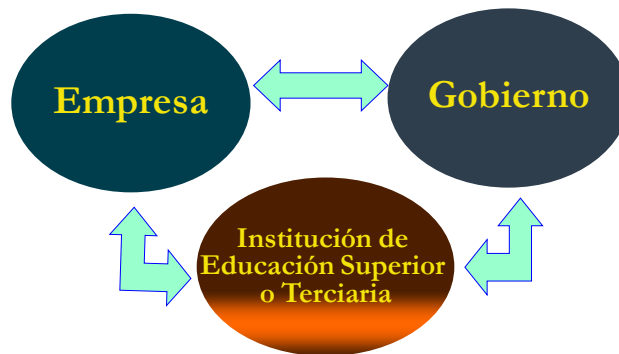 Empresa
Gobierno
Institución de
Educación Superior
o Terciaria